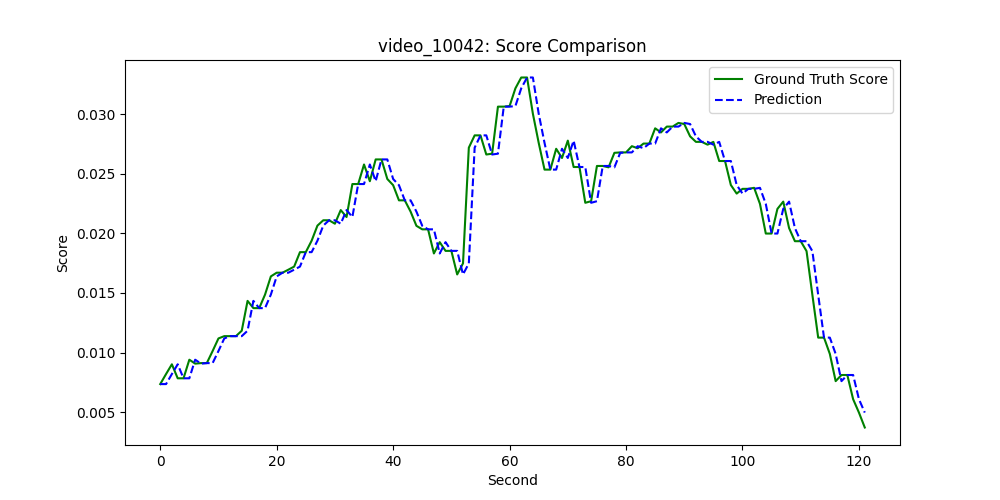 video_10042: Score Comparison
Ground Truth Score
Prediction
0.030
0.025
0.020
0.015
0.010
0.005
Score
0 20 40 60 80 100 120
Second